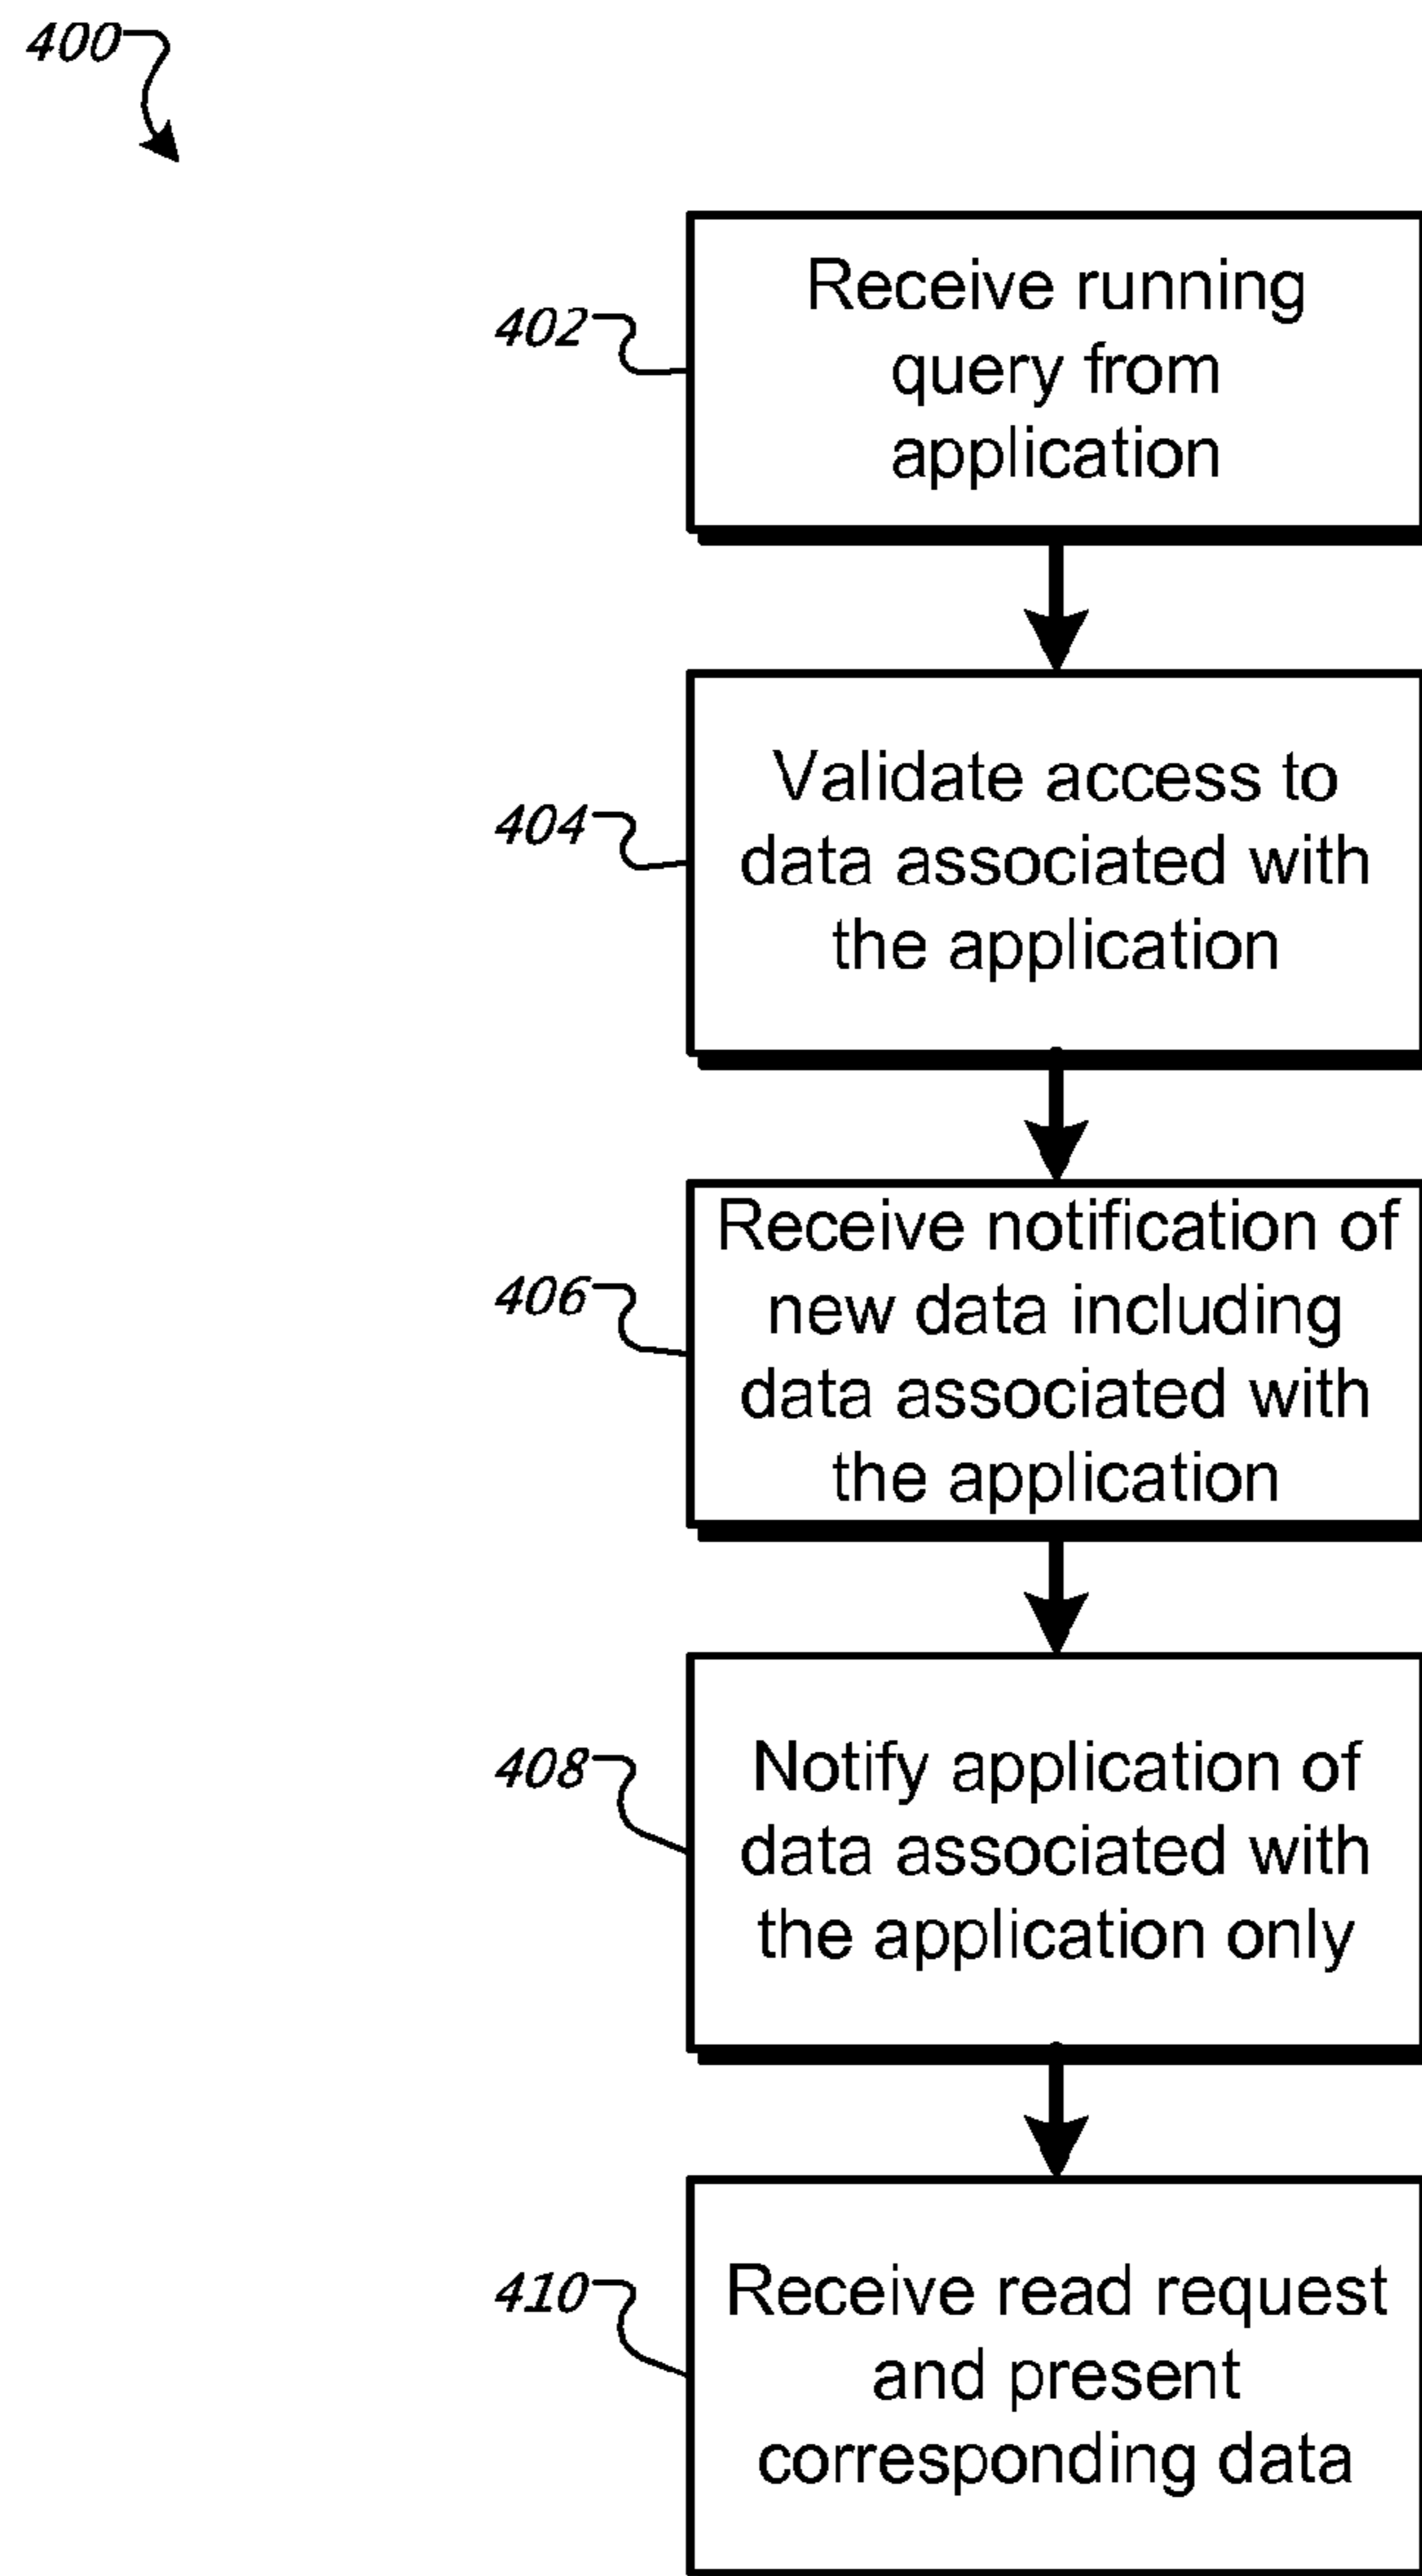 400
402
Receive running
query from
application
404
Validate access to
data associated with
the application
406
Receive notification of
new data including
data associated with
the application
408
Notify application of
data associated with
the application only
410
Receive read request
and present
corresponding data